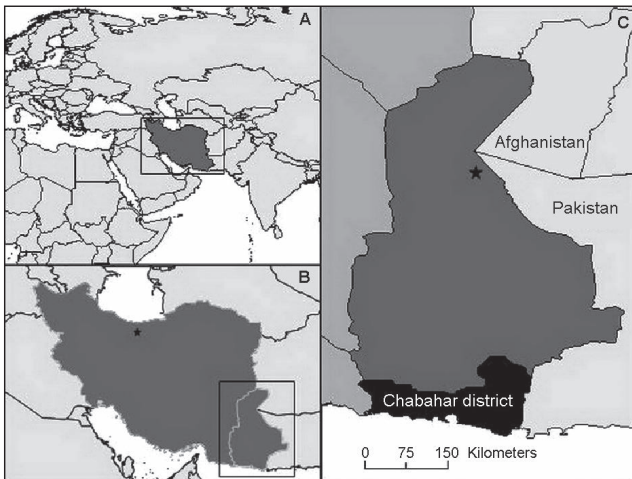 A
B
C
Afghanistan
Pakistan
Chabahar district
0 75 150 Kilometers